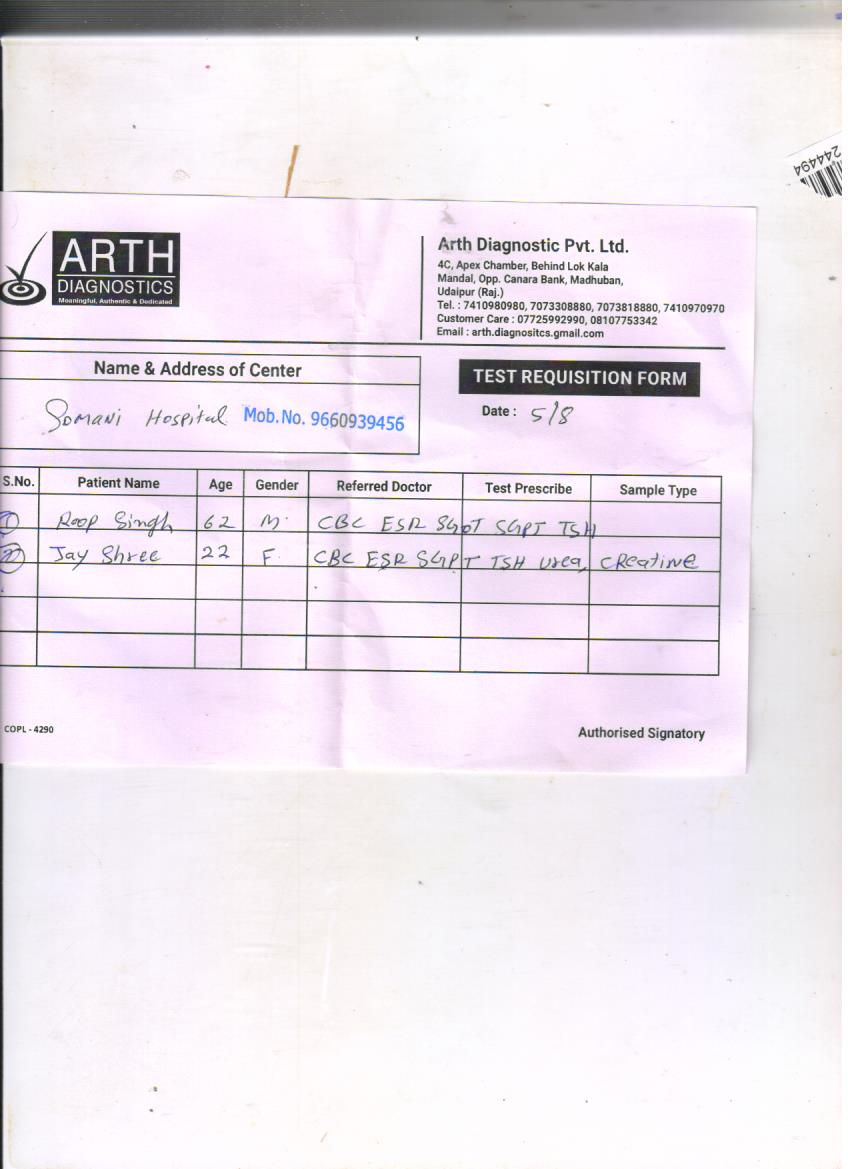 244494
ARTH
DIAGNOSTICS
Meaningful, Authentic & Dedicated
Arth Diagnostic Pvt. Ltd.
4C, Apex Chamber, Behind Lok Kala
Mandal, Opp. Canara Bank, Madhuban,
Udaipur (Raj.)
Tel. : 7410980980, 7073308880, 7073818880, 7410970970
Customer Care : 07725992990, 08107753342
Email : arth.diagnositcs.gmail.com
Name & Address of Center
TEST REQUISITION FORM
Somani Hospital Mob.No. 9660939456
Date : 5/8
S.No. Patient Name Age Gender Referred Doctor Test Prescribe Sample Type
1 Roop Singh 62 M. CBC ESR SGOT SGPT TSH
2 Jay Shree 22 F. CBC ESR SGPT TSH Urea, Creatine
COPL - 4290
Authorised Signatory